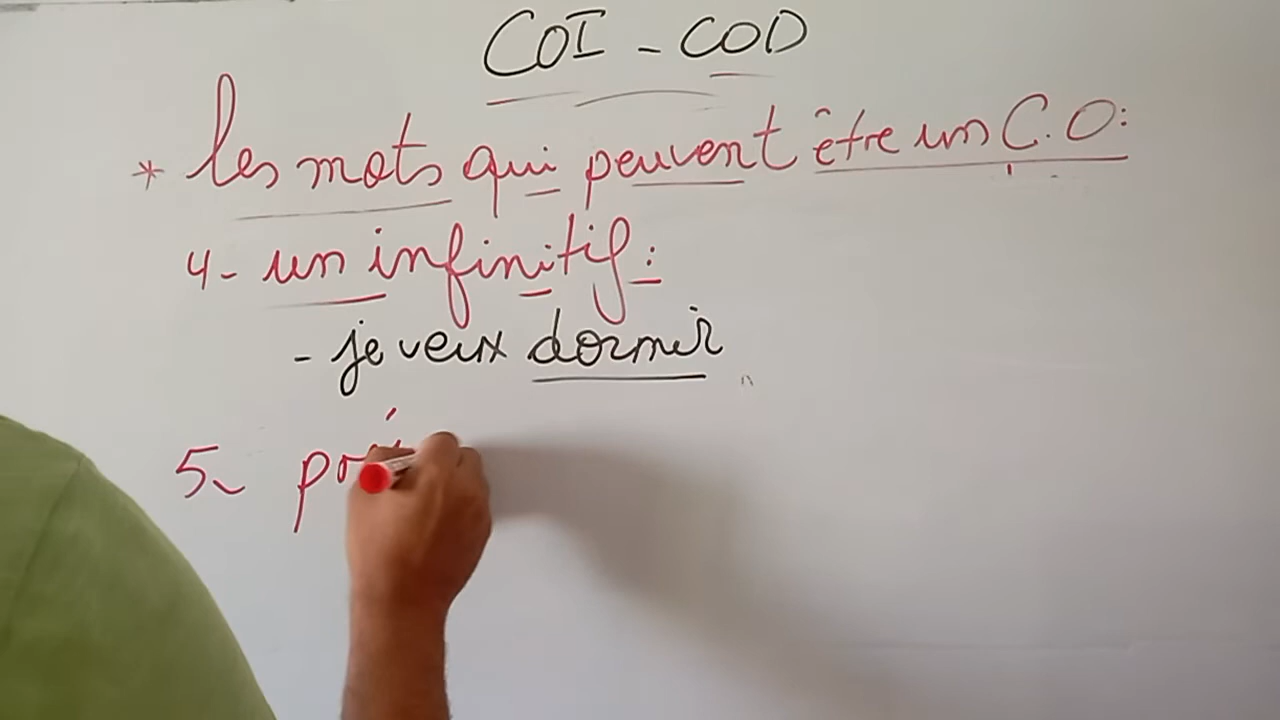 COI - COD
* les mots qui peuvent être un C.O:
4- un infinitif:
- je veux dormir
5-